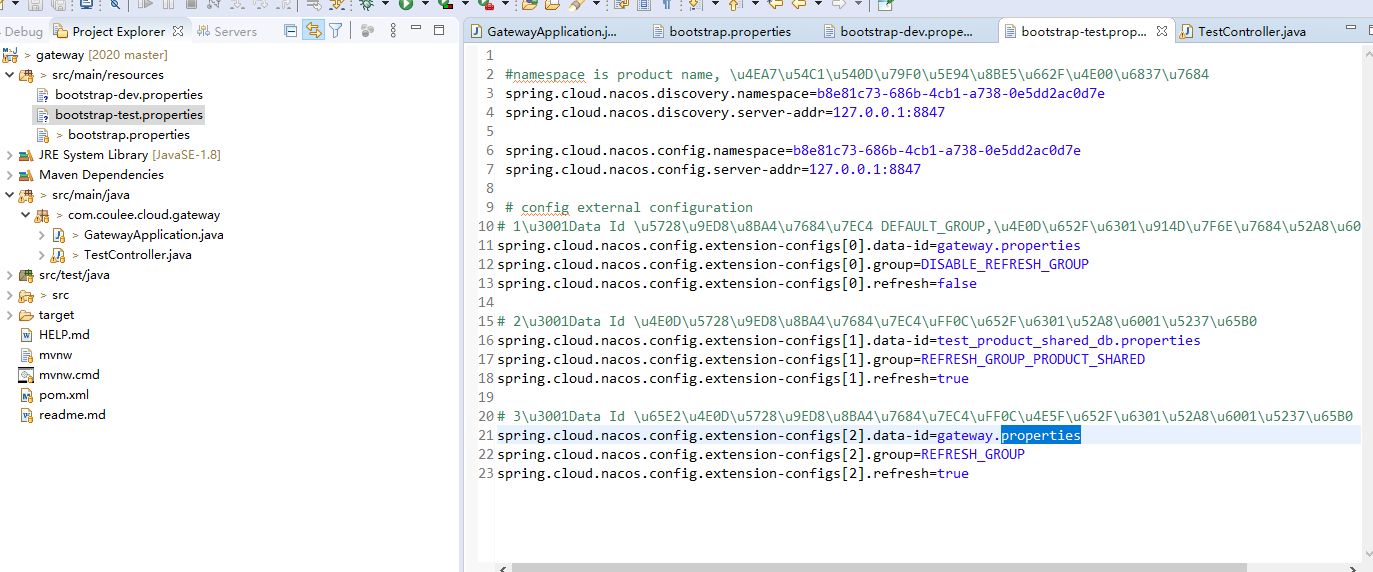 Debug
Project Explorer
Servers
gateway [2020 master]
src/main/resources
bootstrap-dev.properties
bootstrap-test.properties
> bootstrap.properties
JRE System Library [JavaSE-1.8]
Maven Dependencies
> src/main/java
> com.coulee.cloud.gateway
> GatewayApplication.java
> TestController.java
src/test/java
> src
target
HELP.md
mvnw
mvnw.cmd
pom.xml
readme.md
GatewayApplication.j...
bootstrap.properties
bootstrap-dev.prope...
bootstrap-test.prop...
TestController.java
1
2 #namespace is product name, \u4EA7\u54C1\u540D\u79F0\u5E94\u8BE5\u662F\u4E00\u6837\u7684
3 spring.cloud.nacos.discovery.namespace=b8e81c73-686b-4cb1-a738-0e5dd2ac0d7e
4 spring.cloud.nacos.discovery.server-addr=127.0.0.1:8847
5
6 spring.cloud.nacos.config.namespace=b8e81c73-686b-4cb1-a738-0e5dd2ac0d7e
7 spring.cloud.nacos.config.server-addr=127.0.0.1:8847
8
9 # config external configuration
10 # 1\u3001Data Id \u5728\u9ED8\u8BA4\u7684\u7EC4 DEFAULT_GROUP,\u4E0D\u652F\u6301\u914D\u7F6E\u7684\u52A8\u60
11 spring.cloud.nacos.config.extension-configs[0].data-id=gateway.properties
12 spring.cloud.nacos.config.extension-configs[0].group=DISABLE_REFRESH_GROUP
13 spring.cloud.nacos.config.extension-configs[0].refresh=false
14
15 # 2\u3001Data Id \u4E0D\u5728\u9ED8\u8BA4\u7684\u7EC4\uFF0C\u652F\u6301\u52A8\u6001\u5237\u65B0
16 spring.cloud.nacos.config.extension-configs[1].data-id=test_product_shared_db.properties
17 spring.cloud.nacos.config.extension-configs[1].group=REFRESH_GROUP_PRODUCT_SHARED
18 spring.cloud.nacos.config.extension-configs[1].refresh=true
19
20 # 3\u3001Data Id \u65E2\u4E0D\u5728\u9ED8\u8BA4\u7684\u7EC4\uFF0C\u4E5F\u652F\u6301\u52A8\u6001\u5237\u65B0
21 spring.cloud.nacos.config.extension-configs[2].data-id=gateway.properties
22 spring.cloud.nacos.config.extension-configs[2].group=REFRESH_GROUP
23 spring.cloud.nacos.config.extension-configs[2].refresh=true